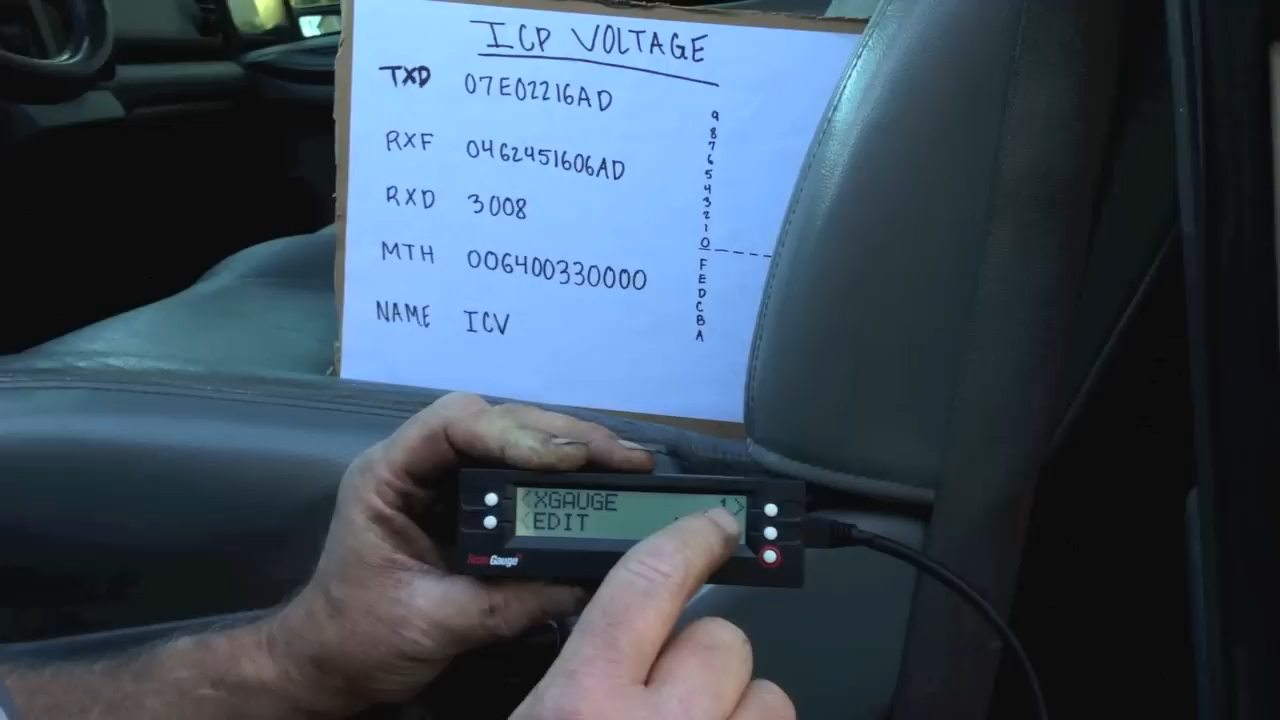 ICP VOLTAGE
TXD 07E02216AD
RXF 0462451606AD
RXD 3008
MTH 006400330000
NAME ICV
9
8
7
6
5
4
3
2
1
0
F
E
D
C
B
A
<XGAUGE 1>
<EDIT
ScanGauge